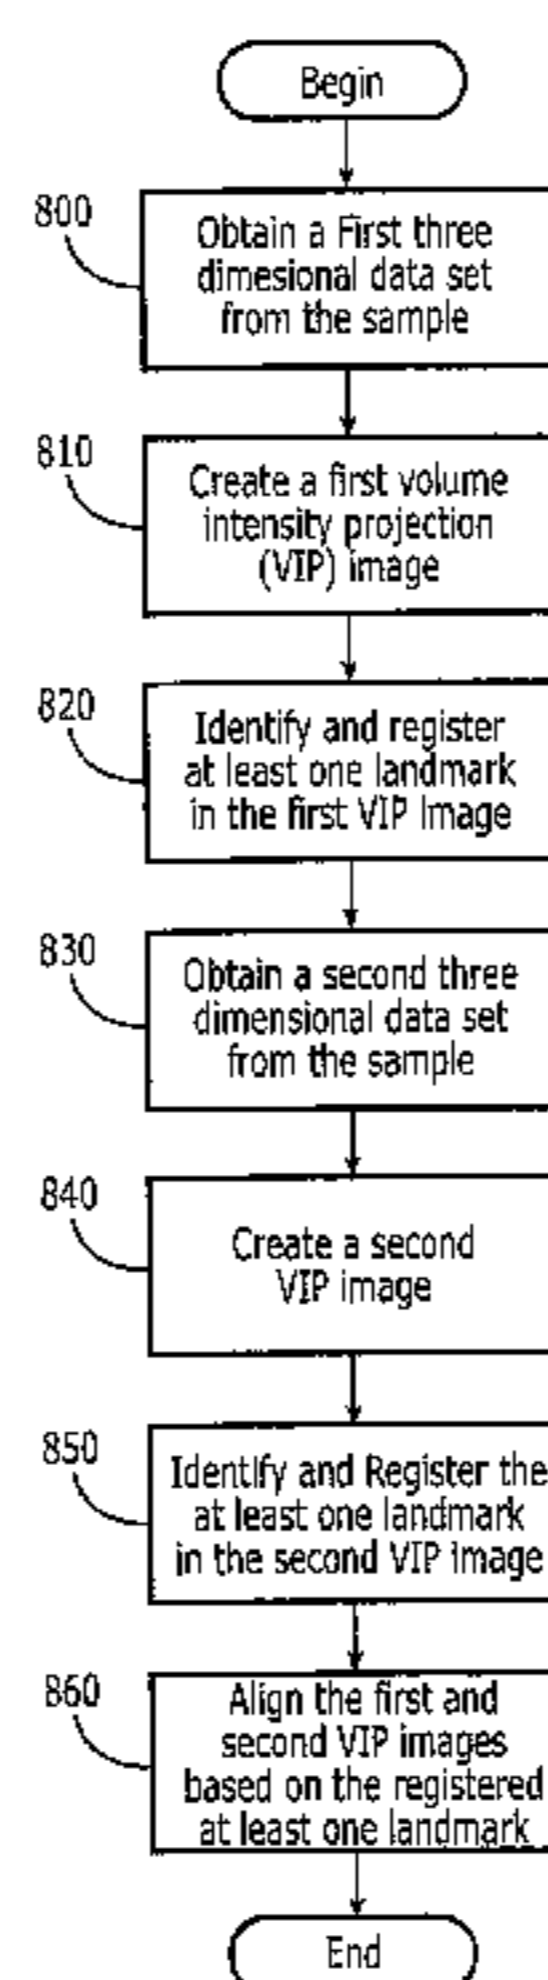 Begin
800
Obtain a First three
dimesional data set
from the sample
810
Create a first volume
intensity projection
(VIP) image
820
Identify and register
at least one landmark
in the first VIP image
830
Obtain a second three
dimensional data set
from the sample
840
Create a second
VIP image
850
Identify and Register the
at least one landmark
in the second VIP image
860
Align the first and
second VIP images
based on the registered
at least one landmark
End